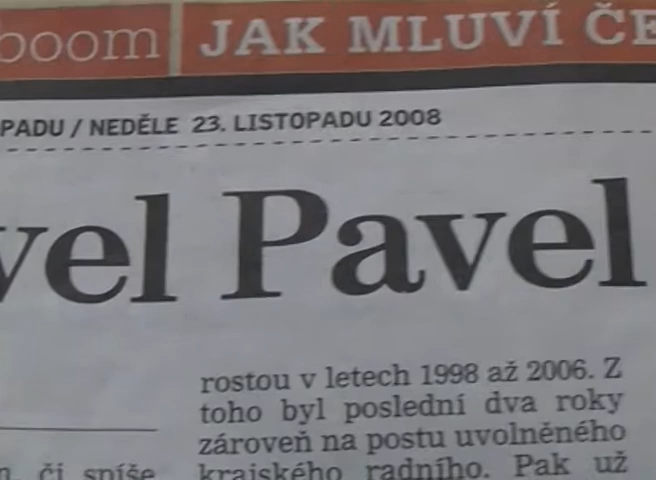 boom JAK MLUVÍ ČE
PADU / NEDĚLE 23. LISTOPADU 2008
vel Pavel
rostou v letech 1998 až 2006. Z
toho byl poslední dva roky
zároveň na postu uvolněného
n, či spíše
krajského radního. Pak už